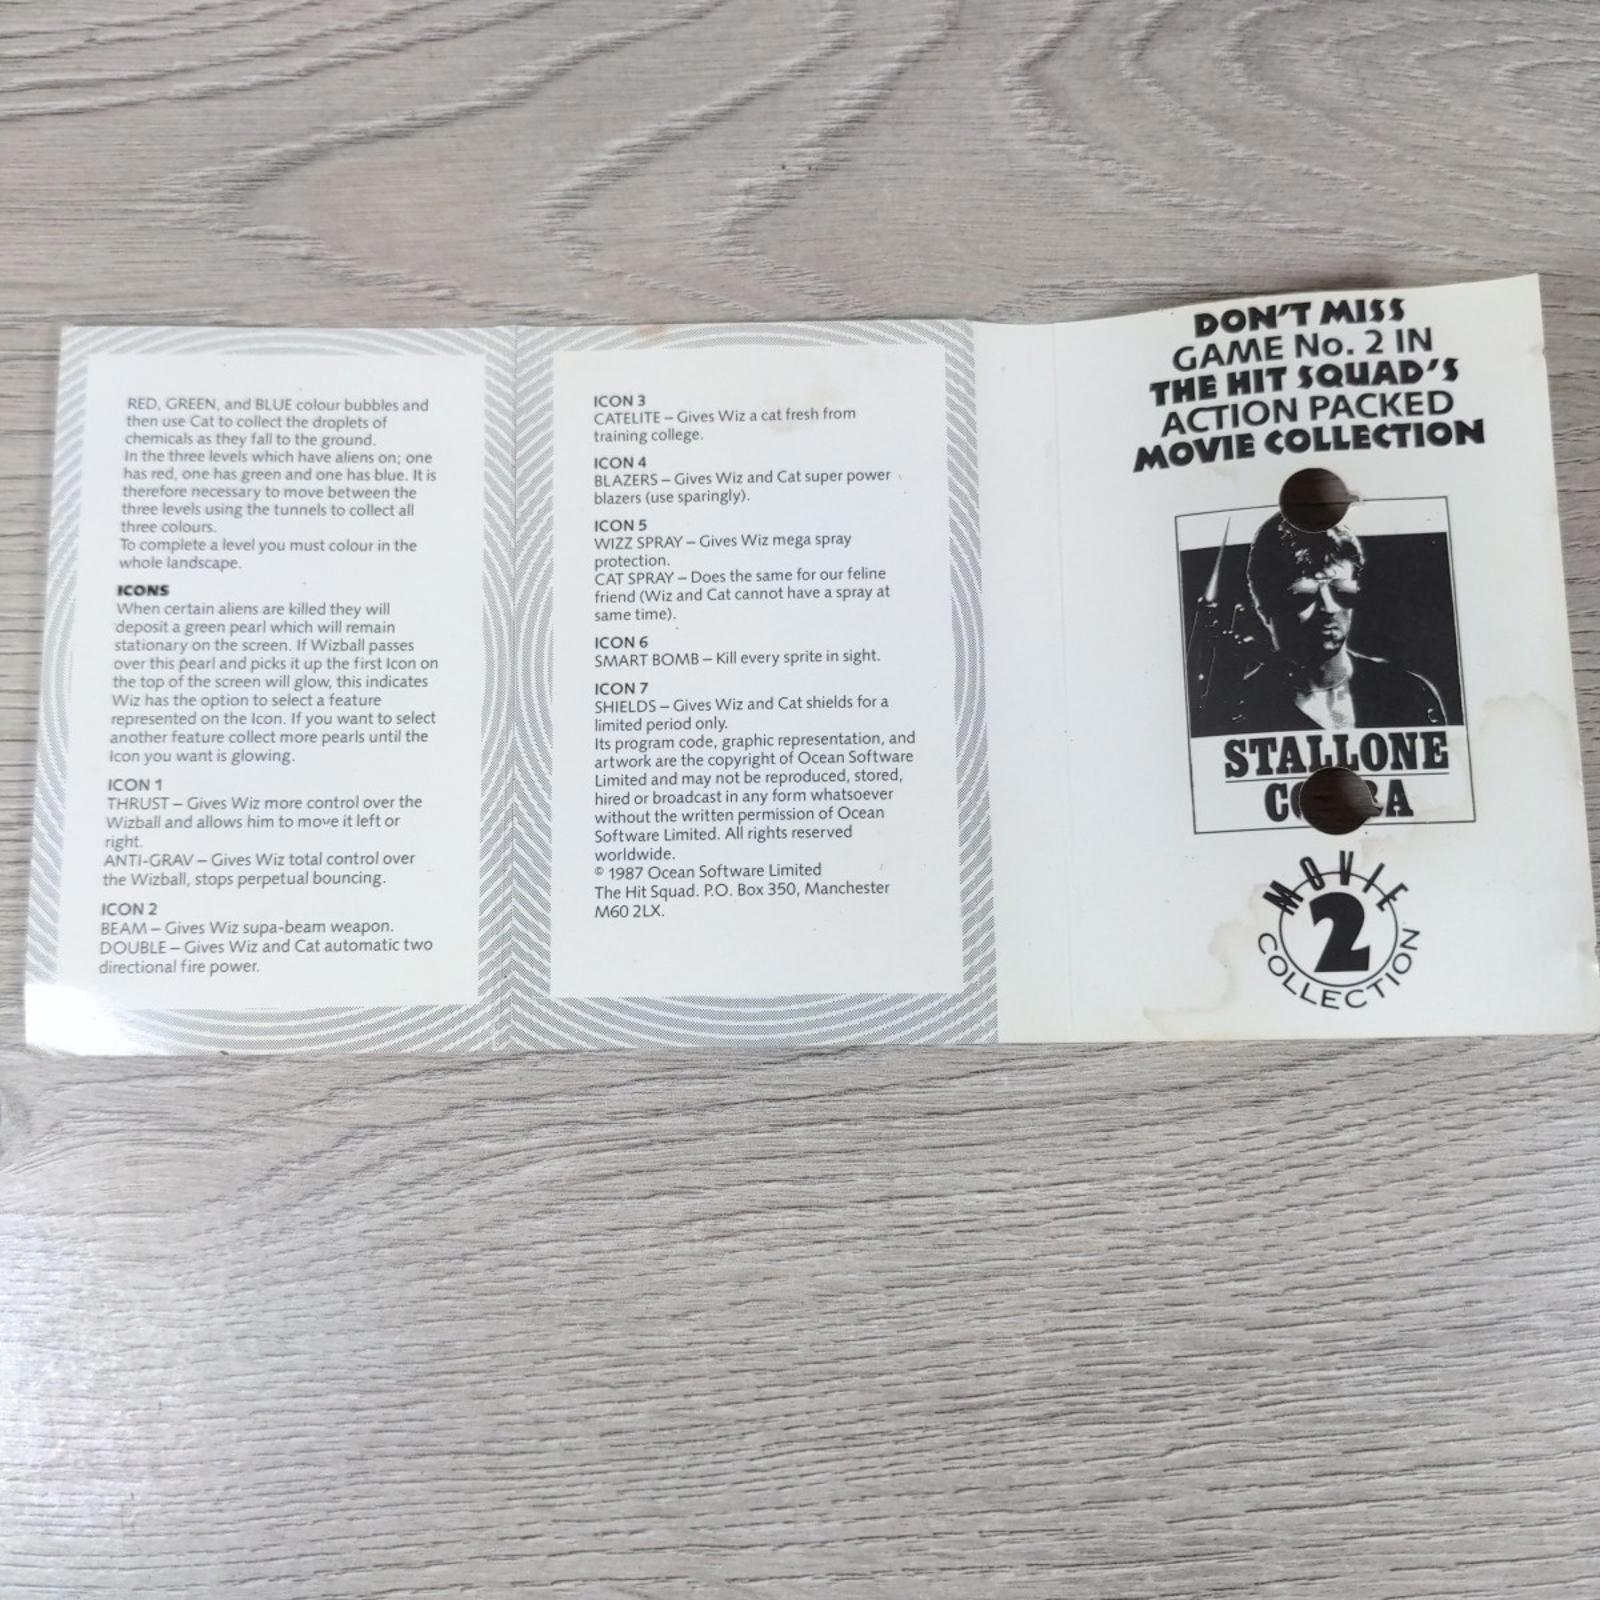 RED, GREEN, and BLUE colour bubbles and
then use Cat to collect the droplets of
chemicals as they fall to the ground.
In the three levels which have aliens on; one
has red, one has green and one has blue. It is
therefore necessary to move between the
three levels using the tunnels to collect all
three colours.
To complete a level you must colour in the
whole landscape.
ICONS
When certain aliens are killed they will
deposit a green pearl which will remain
stationary on the screen. If Wizball passes
over this pearl and picks it up the first Icon on
the top of the screen will glow, this indicates
Wiz has the option to select a feature
represented on the Icon. If you want to select
another feature collect more pearls until the
Icon you want is glowing.
ICON 1
THRUST – Gives Wiz more control over the
Wizball and allows him to move it left or
right.
ANTI-GRAV – Gives Wiz total control over
the Wizball, stops perpetual bouncing.
ICON 2
BEAM – Gives Wiz supa-beam weapon.
DOUBLE – Gives Wiz and Cat automatic two
directional fire power.
ICON 3
CATELITE – Gives Wiz a cat fresh from
training college.
ICON 4
BLAZERS – Gives Wiz and Cat super power
blazers (use sparingly).
ICON 5
WIZZ SPRAY – Gives Wiz mega spray
protection.
CAT SPRAY – Does the same for our feline
friend (Wiz and Cat cannot have a spray at
same time).
ICON 6
SMART BOMB – Kill every sprite in sight.
ICON 7
SHIELDS – Gives Wiz and Cat shields for a
limited period only.
Its program code, graphic representation, and
artwork are the copyright of Ocean Software
Limited and may not be reproduced, stored,
hired or broadcast in any form whatsoever
without the written permission of Ocean
Software Limited. All rights reserved
worldwide.
© 1987 Ocean Software Limited
The Hit Squad. P.O. Box 350, Manchester
M60 2LX.
DON'T MISS
GAME No. 2 IN
THE HIT SQUAD'S
ACTION PACKED
MOVIE COLLECTION
STALLONE
MOVIE
2
COLLECTION